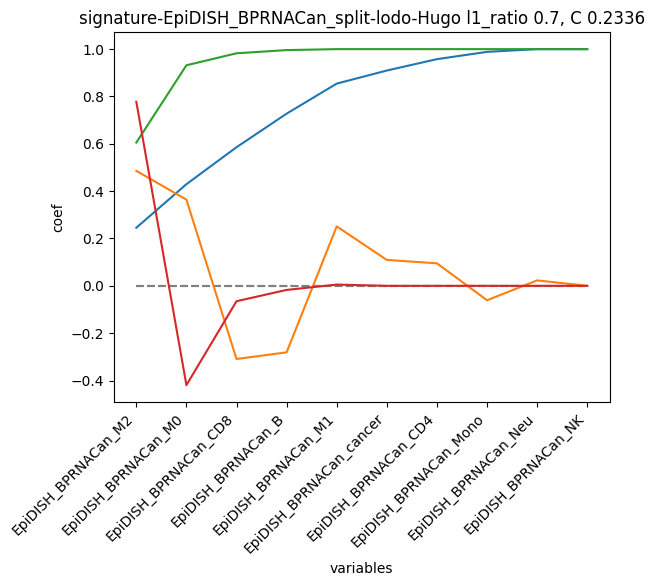 signature-EpiDISH_BPRNACan_split-lodo-Hugo l1_ratio 0.7, C 0.2336
1.0
0.8
0.6
0.4
0.2
0.0
−0.2
−0.4
coef
EpiDISH_BPRNACan_M2
EpiDISH_BPRNACan_M0
EpiDISH_BPRNACan_CD8
EpiDISH_BPRNACan_B
EpiDISH_BPRNACan_M1
EpiDISH_BPRNACan_cancer
EpiDISH_BPRNACan_CD4
EpiDISH_BPRNACan_Mono
EpiDISH_BPRNACan_Neu
EpiDISH_BPRNACan_NK
variables